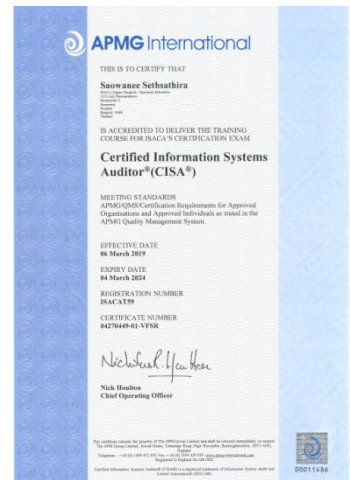 APMG International
THIS IS TO CERTIFY THAT
Saowanee Sethsathira
IS ACCREDITED TO DELIVER THE TRAINING
COURSE FOR ISACA'S CERTIFICATION EXAM
Certified Information Systems
Auditor®(CISA®)
MEETING STANDARDS
APMG/QMS/Certification Requirements for Approved
Organisations and Approved Individuals as stated in the
APMG Quality Management System.
EFFECTIVE DATE
06 March 2019
EXPIRY DATE
04 March 2024
REGISTRATION NUMBER
ISACAT59
CERTIFICATE NUMBER
04270449-01-VFSR
Nick Houlton
Chief Operating Officer
00011486